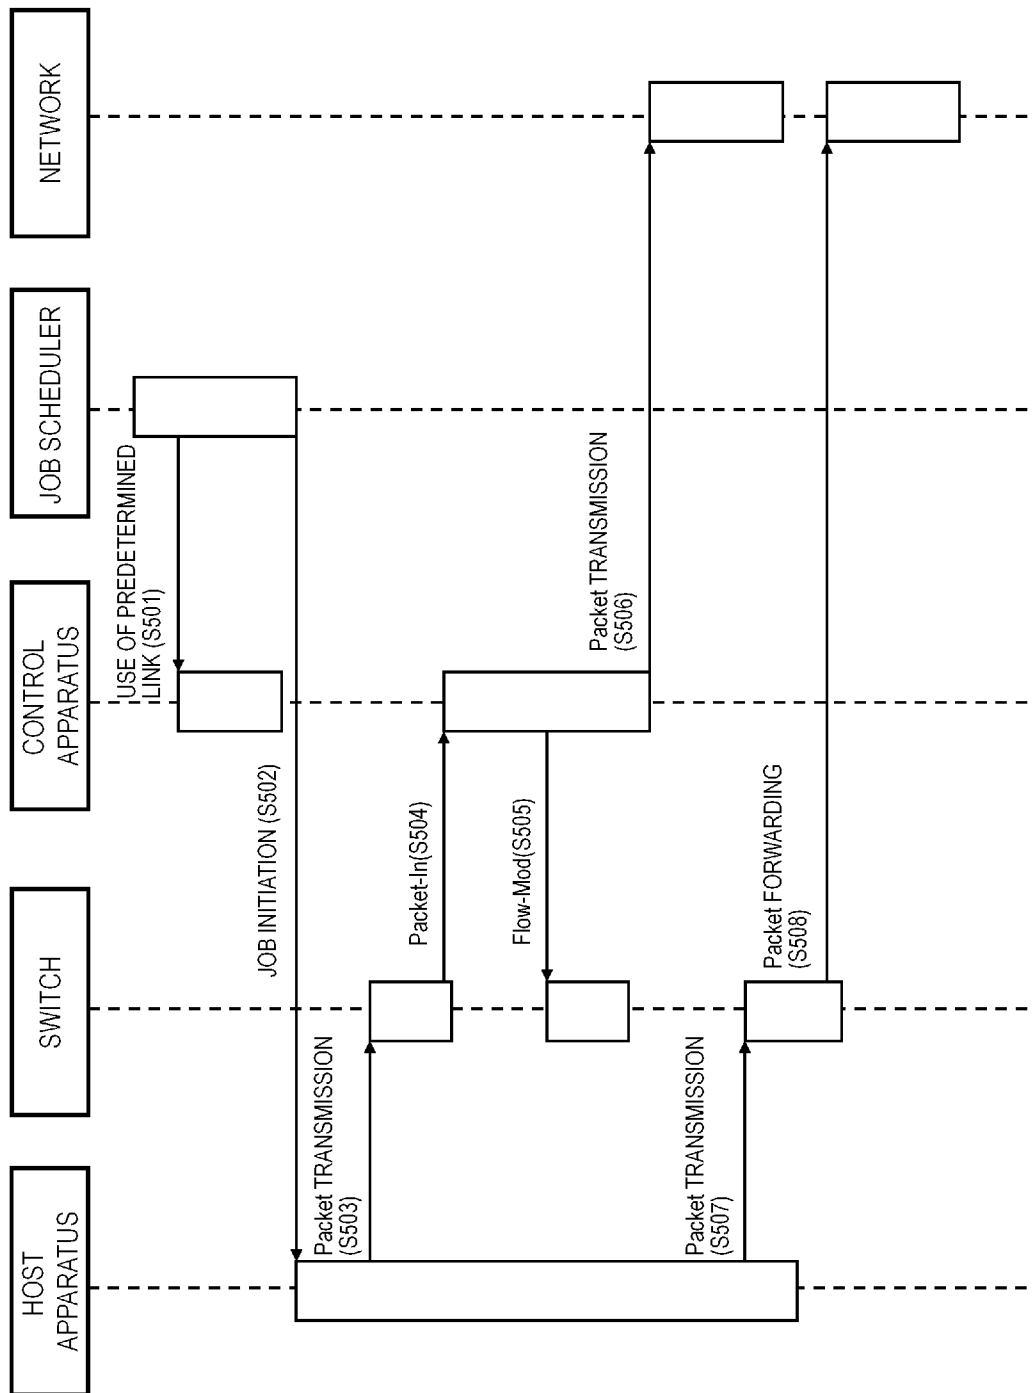 HOST
APPARATUS
SWITCH
CONTROL
APPARATUS
JOB SCHEDULER
NETWORK
USE OF PREDETERMINED
LINK (S501)
JOB INITIATION (S502)
Packet TRANSMISSION
(S503)
Packet-In(S504)
Flow-Mod(S505)
Packet TRANSMISSION
(S506)
Packet TRANSMISSION
(S507)
Packet FORWARDING
(S508)